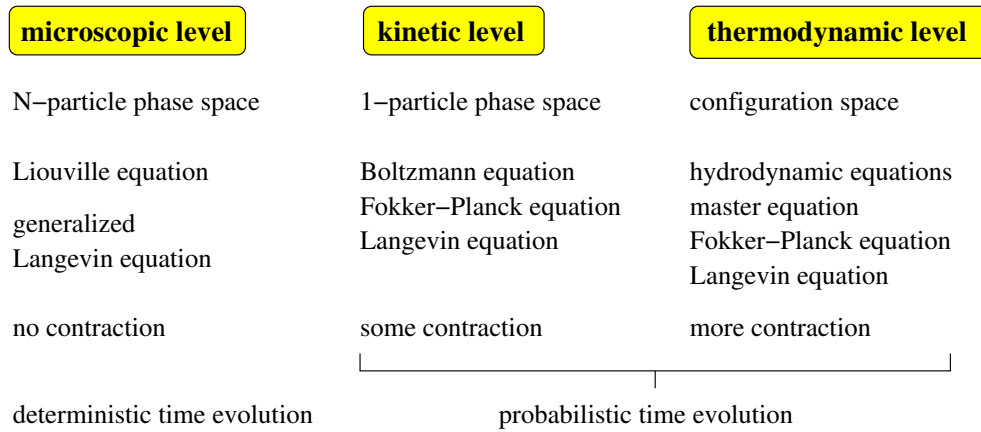 microscopic level
kinetic level
thermodynamic level
N−particle phase space
1−particle phase space
configuration space
Liouville equation
Boltzmann equation
hydrodynamic equations
generalized
Fokker−Planck equation
master equation
Langevin equation
Langevin equation
Fokker−Planck equation
Langevin equation
no contraction
some contraction
more contraction
deterministic time evolution
probabilistic time evolution